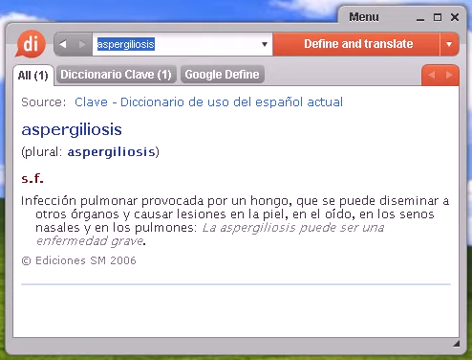 Menu
di
aspergiliosis
Define and translate
All (1)
Diccionario Clave (1)
Google Define
Source: Clave - Diccionario de uso del español actual
aspergiliosis
(plural: aspergiliosis)
s.f.
Infección pulmonar provocada por un hongo, que se puede diseminar a
otros órganos y causar lesiones en la piel, en el oído, en los senos
nasales y en los pulmones: La aspergiliosis puede ser una
enfermedad grave.
© Ediciones SM 2006